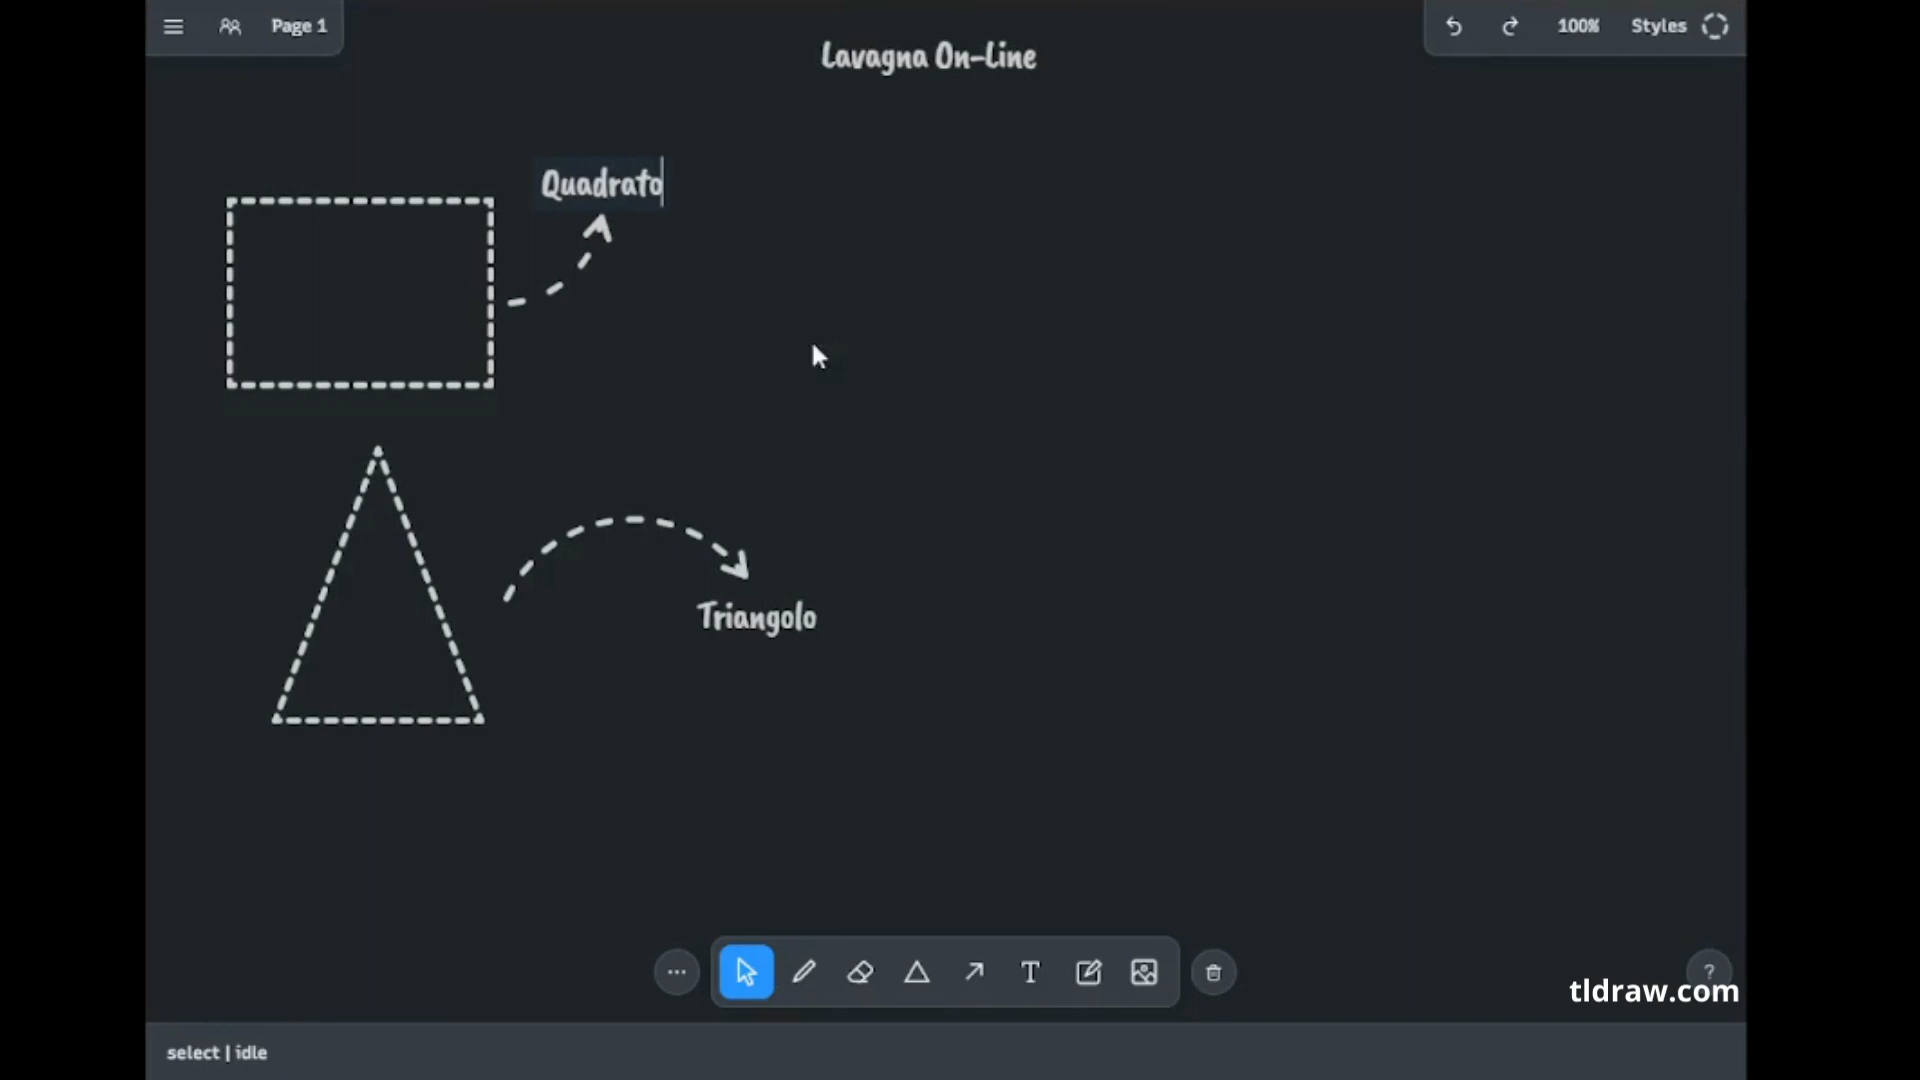 Page 1
100%
Styles
Lavagna On-Line
Quadrato
Triangolo
T
?
tldraw.com
select | idle